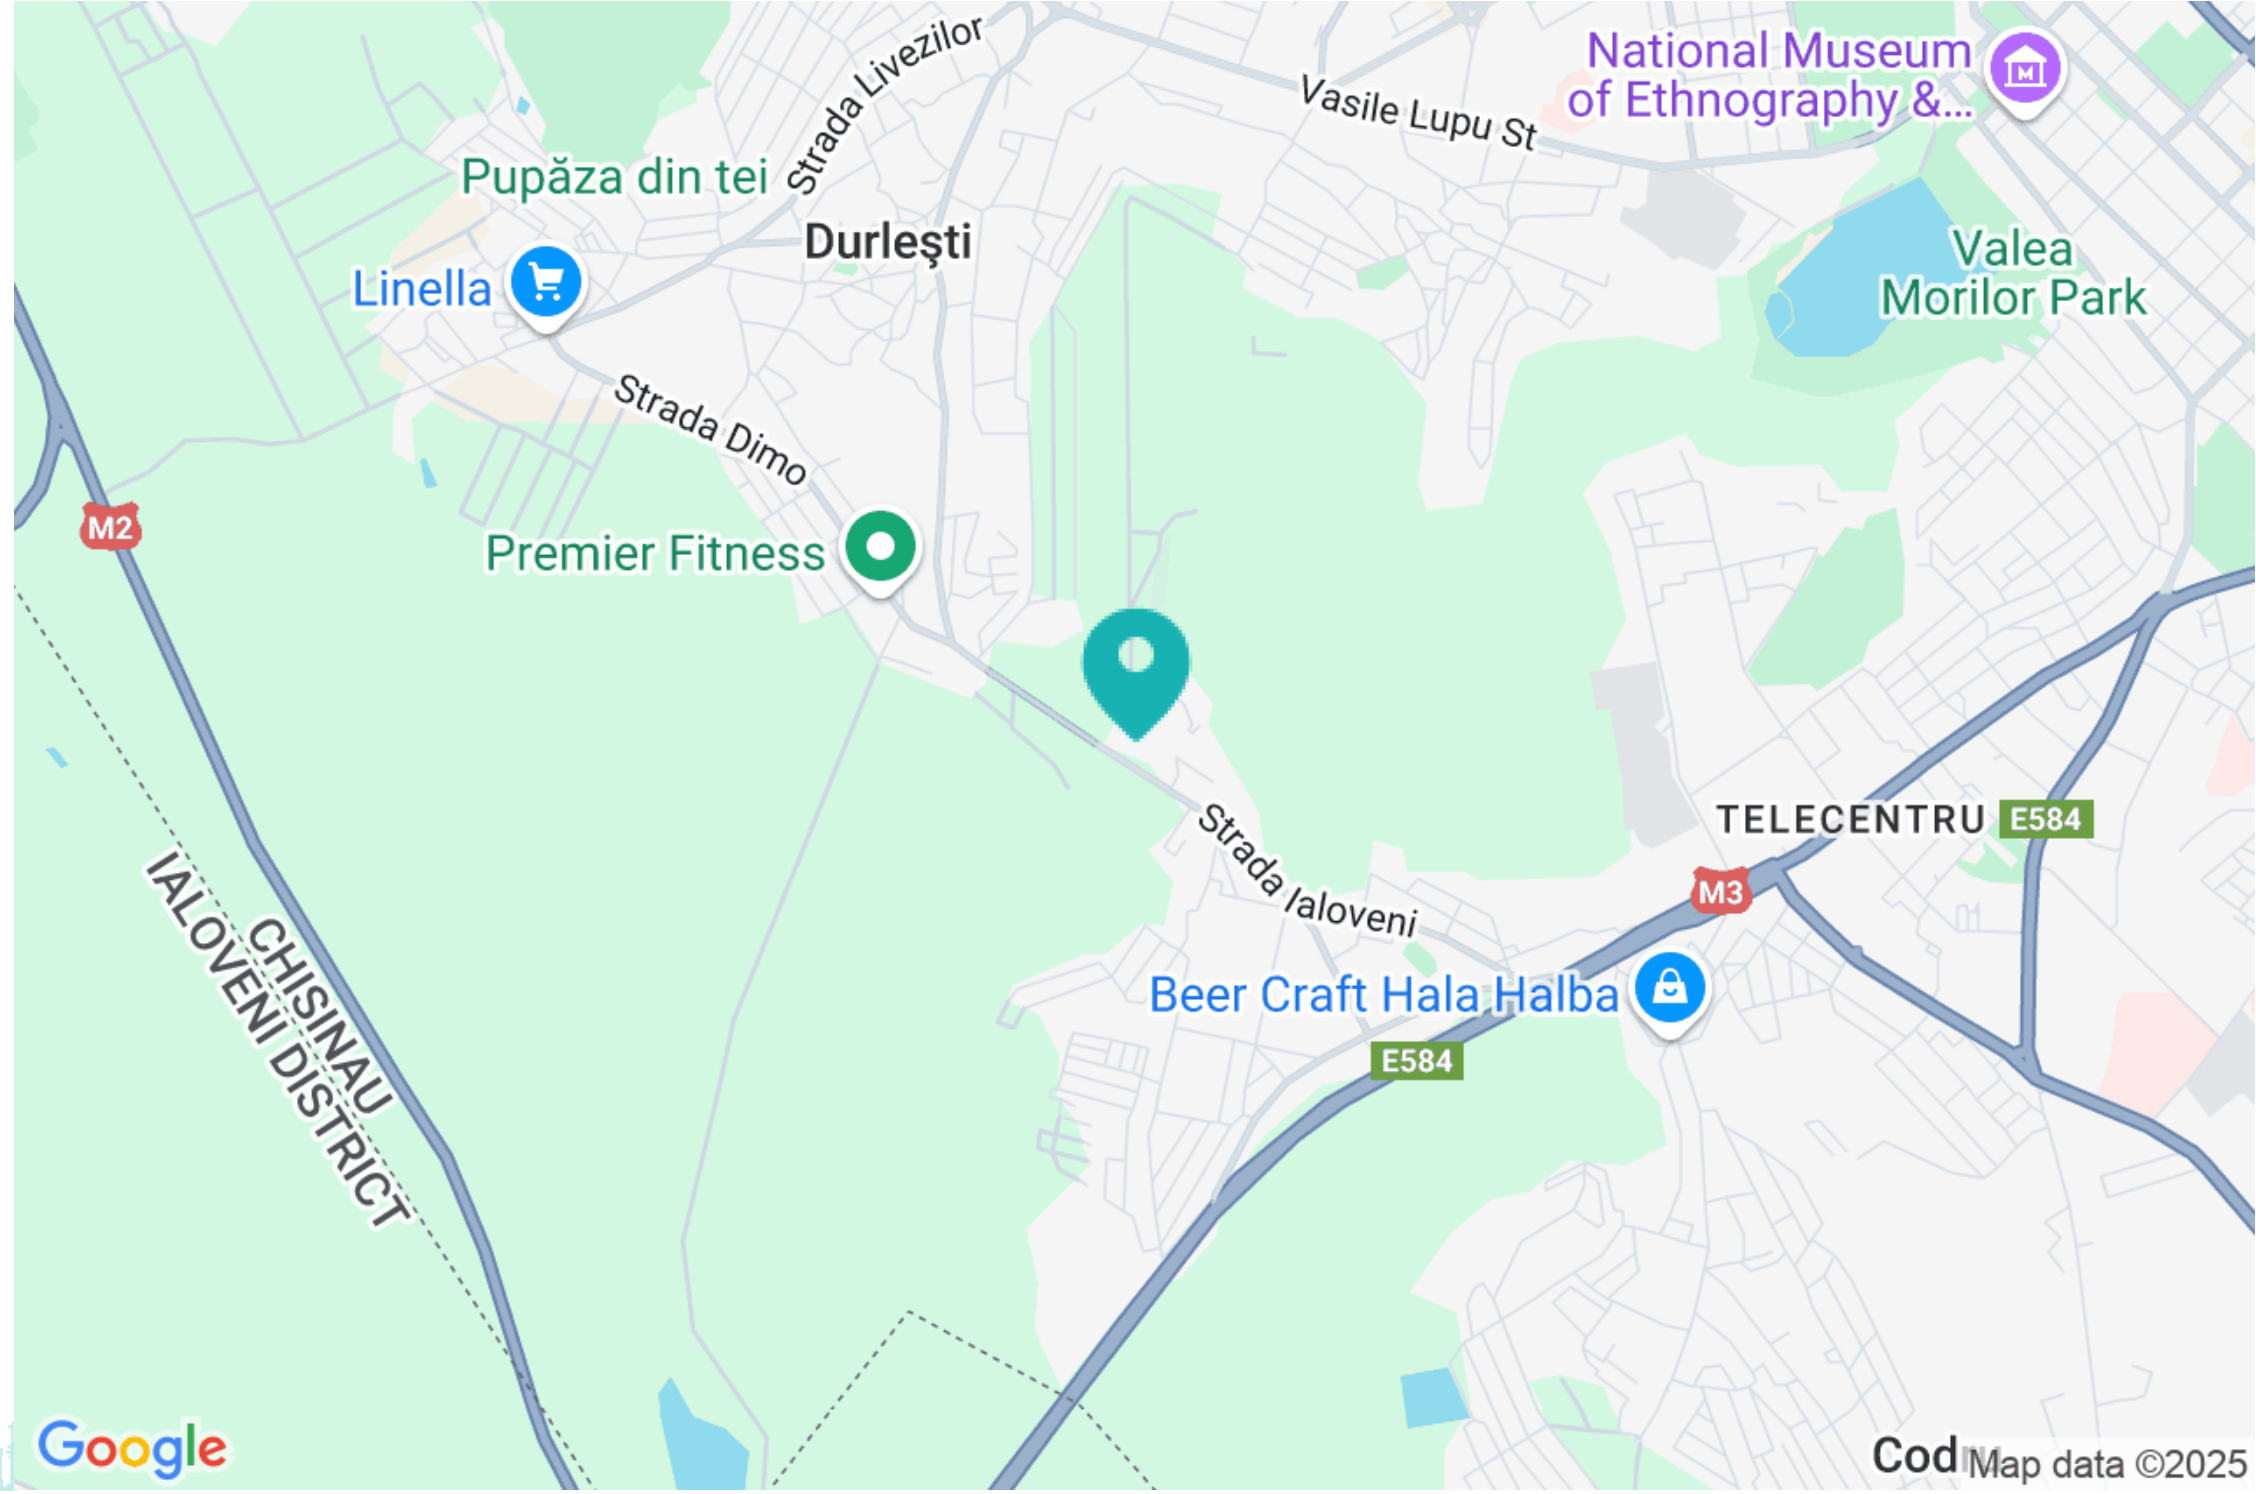 Strada Livezilor
National Museum
of Ethnography &...
Vasile Lupu St
Pupăza din tei
Durleşti
Valea
Morilor Park
Linella
Strada Dimo
M2
Premier Fitness
TELECENTRU
E584
Strada Ialoveni
M3
CHISINAU
IALOVENI DISTRICT
Beer Craft Hala Halba
E584
Google
Cod
Map data ©2025